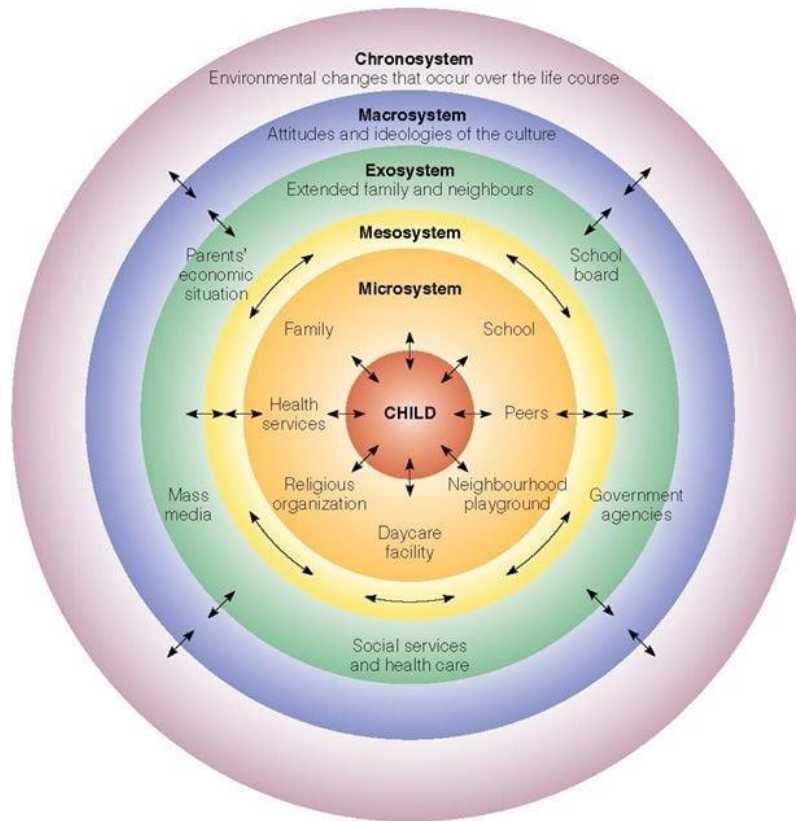 Chronosystem
Environmental changes that occur over the life course
Macrosystem
Attitudes and ideologies of the culture
Exosystem
Extended family and neighbours
Mesosystem
Parents'
economic
situation
School
board
Microsystem
Family
School
Health
services
CHILD
Peers
Religious
organization
Neighbourhood
playground
Mass
media
Government
agencies
Daycare
facility
Social services
and health care